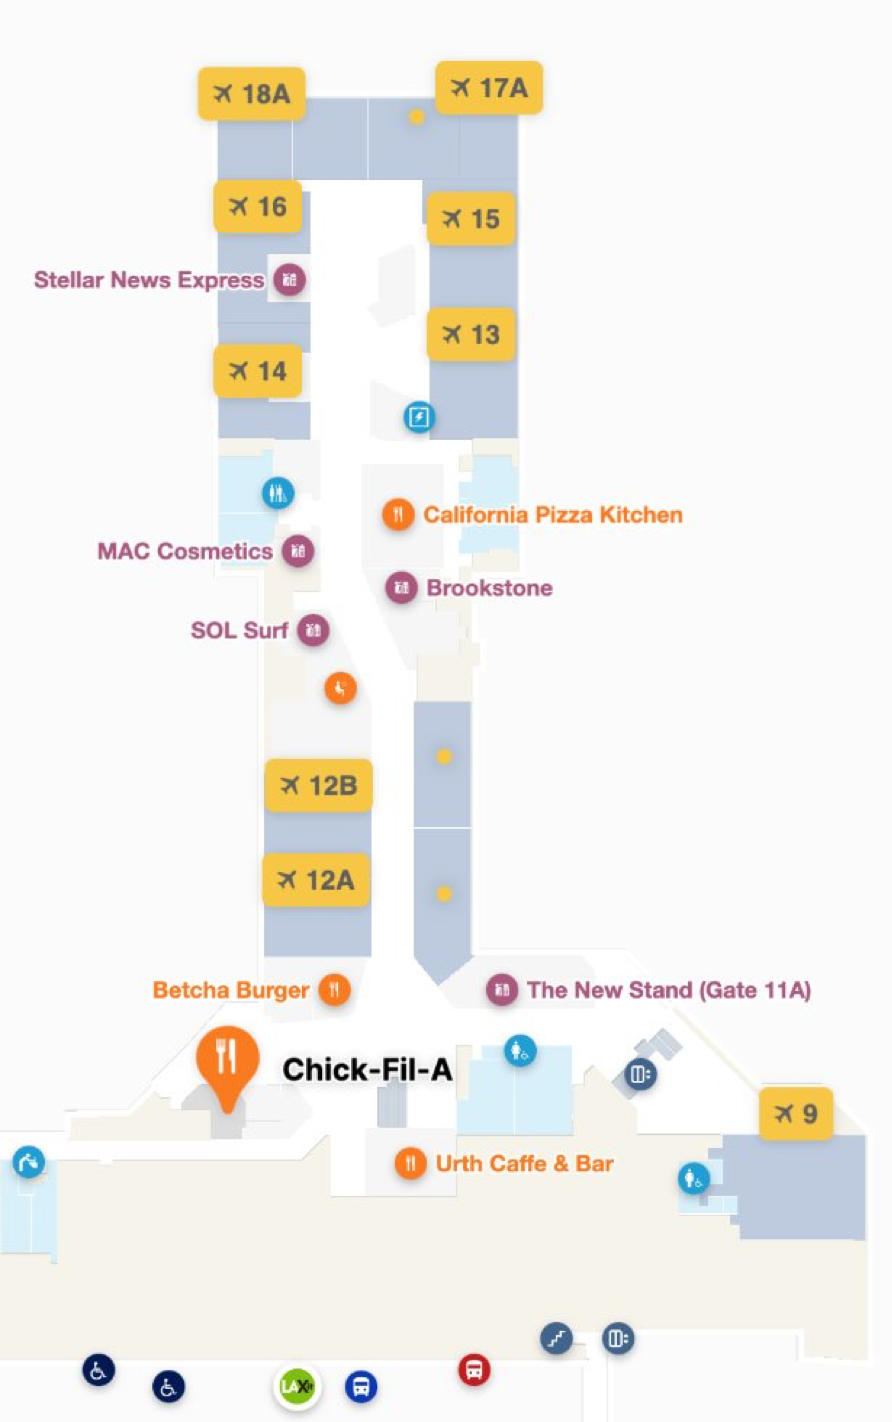 18A
17A
16
15
Stellar News Express
13
14
California Pizza Kitchen
MAC Cosmetics
Brookstone
SOL Surf
12B
12A
Betcha Burger
The New Stand (Gate 11A)
Chick-Fil-A
9
Urth Caffe & Bar
LAXit